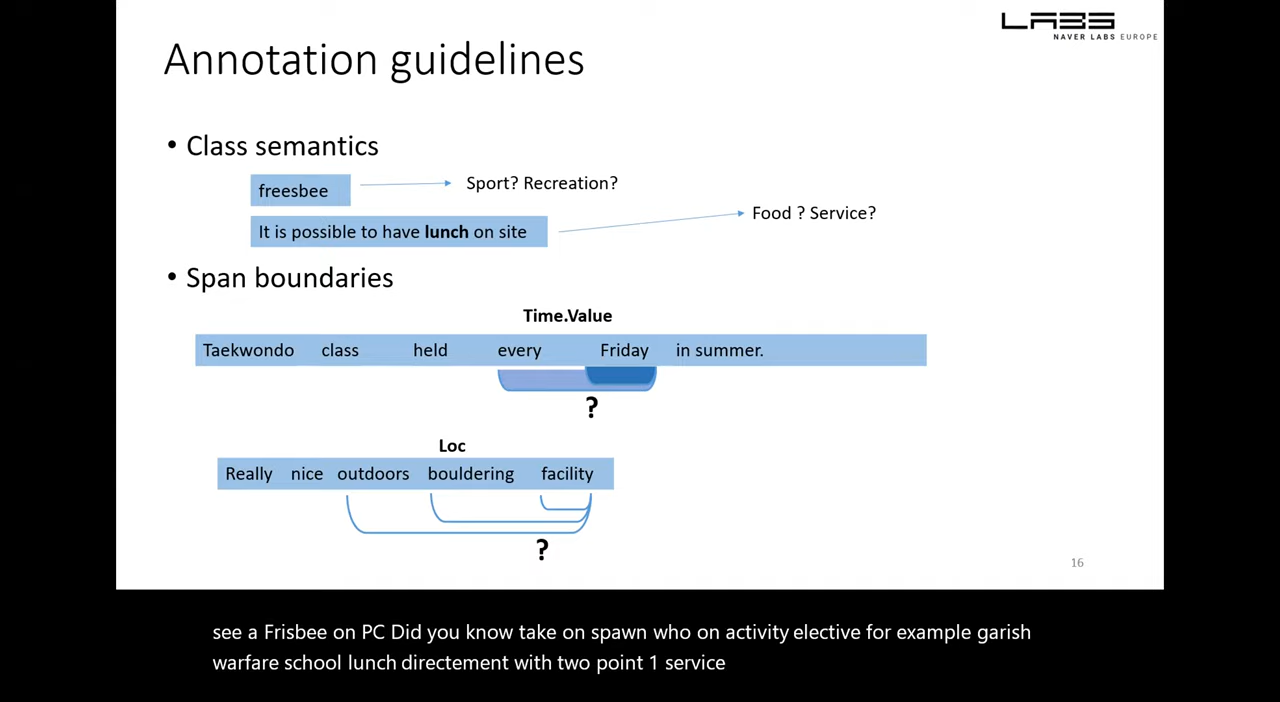 LABS
NAVER LABS EUROPE
Annotation guidelines
• Class semantics
freesbee
Sport? Recreation?
Food ? Service?
It is possible to have lunch on site
• Span boundaries
Time.Value
Taekwondo class held every Friday in summer.
?
Loc
Really nice outdoors bouldering facility
?
16
see a Frisbee on PC Did you know take on spawn who on activity elective for example garish
warfare school lunch directement with two point 1 service